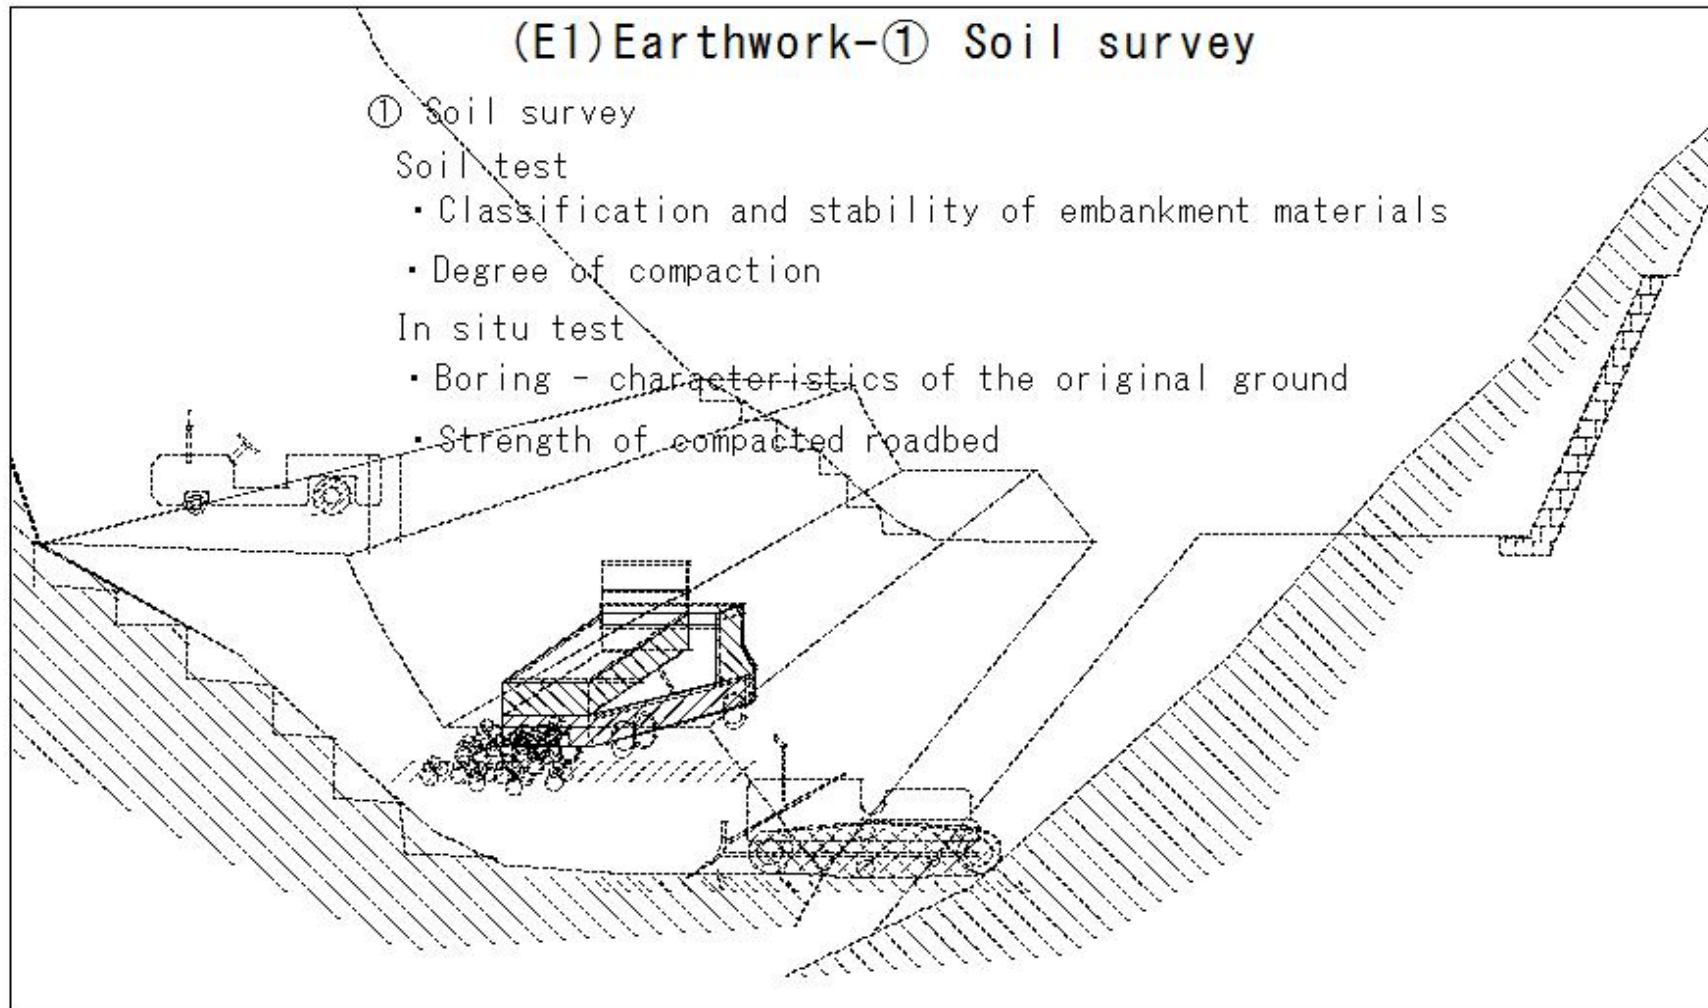 (E1)Earthwork-① Soil survey
① Soil survey
Soil test
・Classification and stability of embankment materials
・Degree of compaction
In situ test
・Boring - characteristics of the original ground
・Strength of compacted roadbed